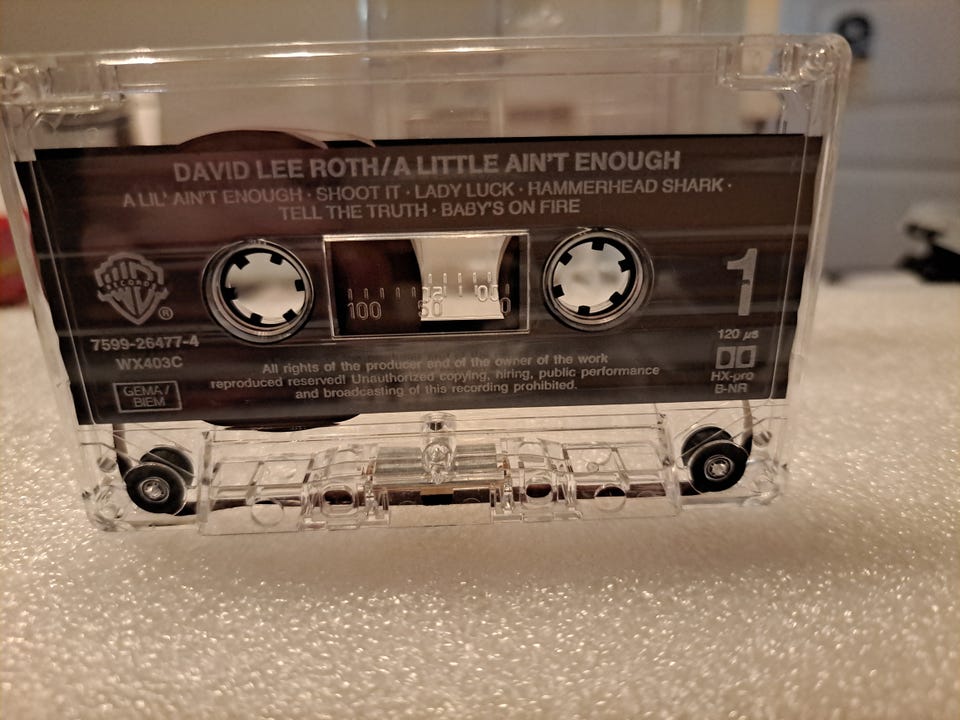 DAVID LEE ROTH/A LITTLE AIN'T ENOUGH
A LIL' AIN'T ENOUGH · SHOOT IT · LADY LUCK · HAMMERHEAD SHARK ·
TELL THE TRUTH · BABY'S ON FIRE
RECORDS
®
7599-26477-4
WX403C
GEMA/
BIEM
100 50 0
1
120 µs
HX-pro
B-NR
All rights of the producer and of the owner of the work
reproduced reserved! Unauthorized copying, hiring, public performance
and broadcasting of this recording prohibited.